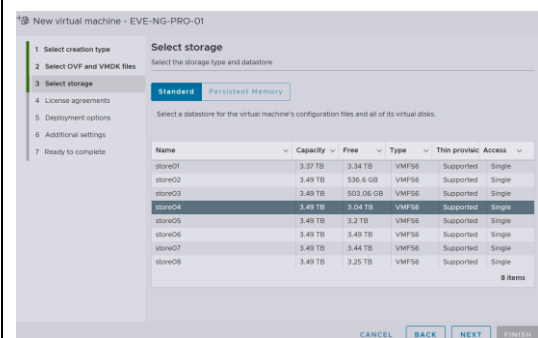 New virtual machine - EVE-NG-PRO-01
1 Select creation type
2 Select OVF and VMDK files
3 Select storage
4 License agreements
5 Deployment options
6 Additional settings
7 Ready to complete
Select storage
Select the storage type and datastore
Standard Persistent Memory
Select a datastore for the virtual machine's configuration files and all of its virtual disks.
Name Capacity Free Type Thin provisic Access
store01 3.37 TB 3.34 TB VMFS6 Supported Single
store02 3.49 TB 536.6 GB VMFS6 Supported Single
store03 3.49 TB 503.06 GB VMFS6 Supported Single
store04 3.49 TB 3.04 TB VMFS6 Supported Single
store05 3.49 TB 3.2 TB VMFS6 Supported Single
store06 3.49 TB 3.49 TB VMFS6 Supported Single
store07 3.49 TB 3.44 TB VMFS6 Supported Single
store08 3.49 TB 3.25 TB VMFS6 Supported Single
8 items
CANCEL BACK NEXT FINISH